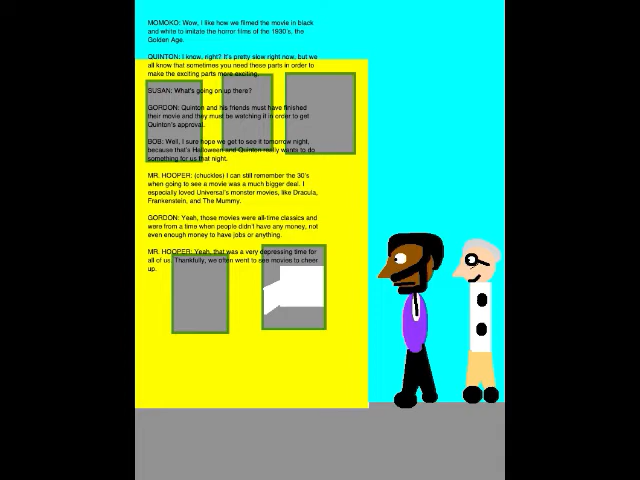 MOMOKO: Wow, I like how we filmed the movie in black
and white to imitate the horror films of the 1930's, the
Golden Age.
QUINTON: I know, right? It's pretty slow right now, but we
all know that sometimes you need these parts in order to
make the exciting parts more exciting.
SUSAN: What's going on up there?
GORDON: Quinton and his friends must have finished
their movie and they must be watching it in order to get
Quinton's approval.
BOB: Well, I sure hope we get to see it tomorrow night,
because that's Halloween and Quinton really wants to do
something for us that night.
MR. HOOPER: (chuckles) I can still remember the 30's
when going to see a movie was a much bigger deal. I
especially loved Universal's monster movies, like Dracula,
Frankenstein, and The Mummy.
GORDON: Yeah, those movies were all-time classics and
were from a time when people didn't have any money, not
even enough money to have jobs or anything.
MR. HOOPER: Yeah, that was a very depressing time for
all of us. Thankfully, we often went to see movies to cheer
up.